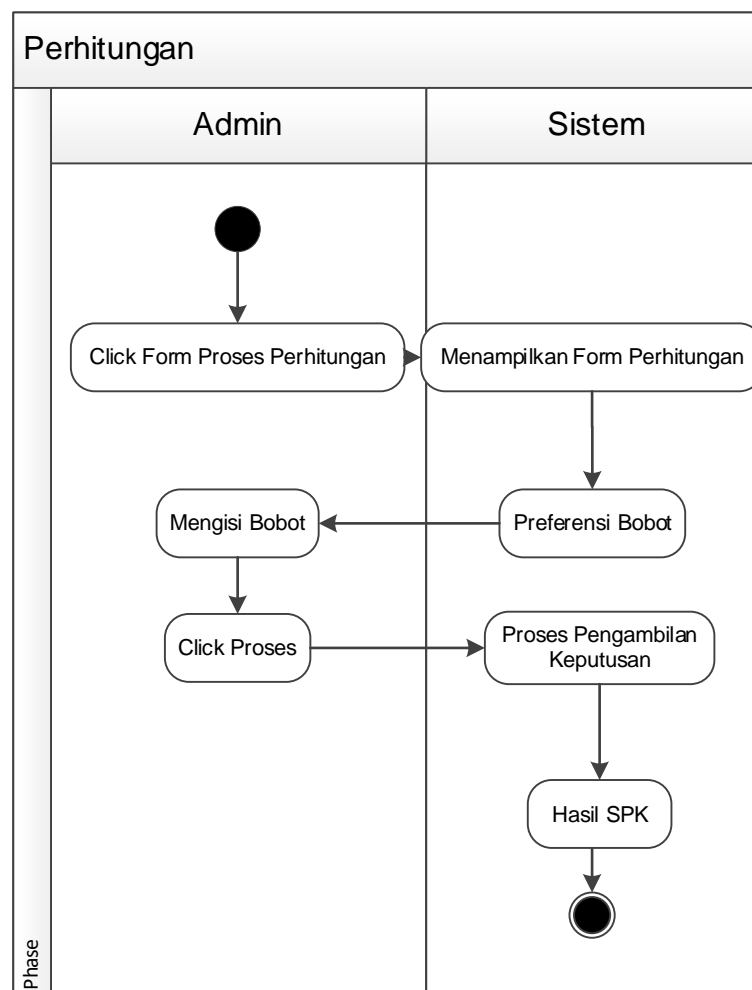 Perhitungan
Admin
Sistem
Click Form Proses Perhitungan
Menampilkan Form Perhitungan
Mengisi Bobot
Preferensi Bobot
Click Proses
Proses Pengambilan
Keputusan
Hasil SPK
Phase